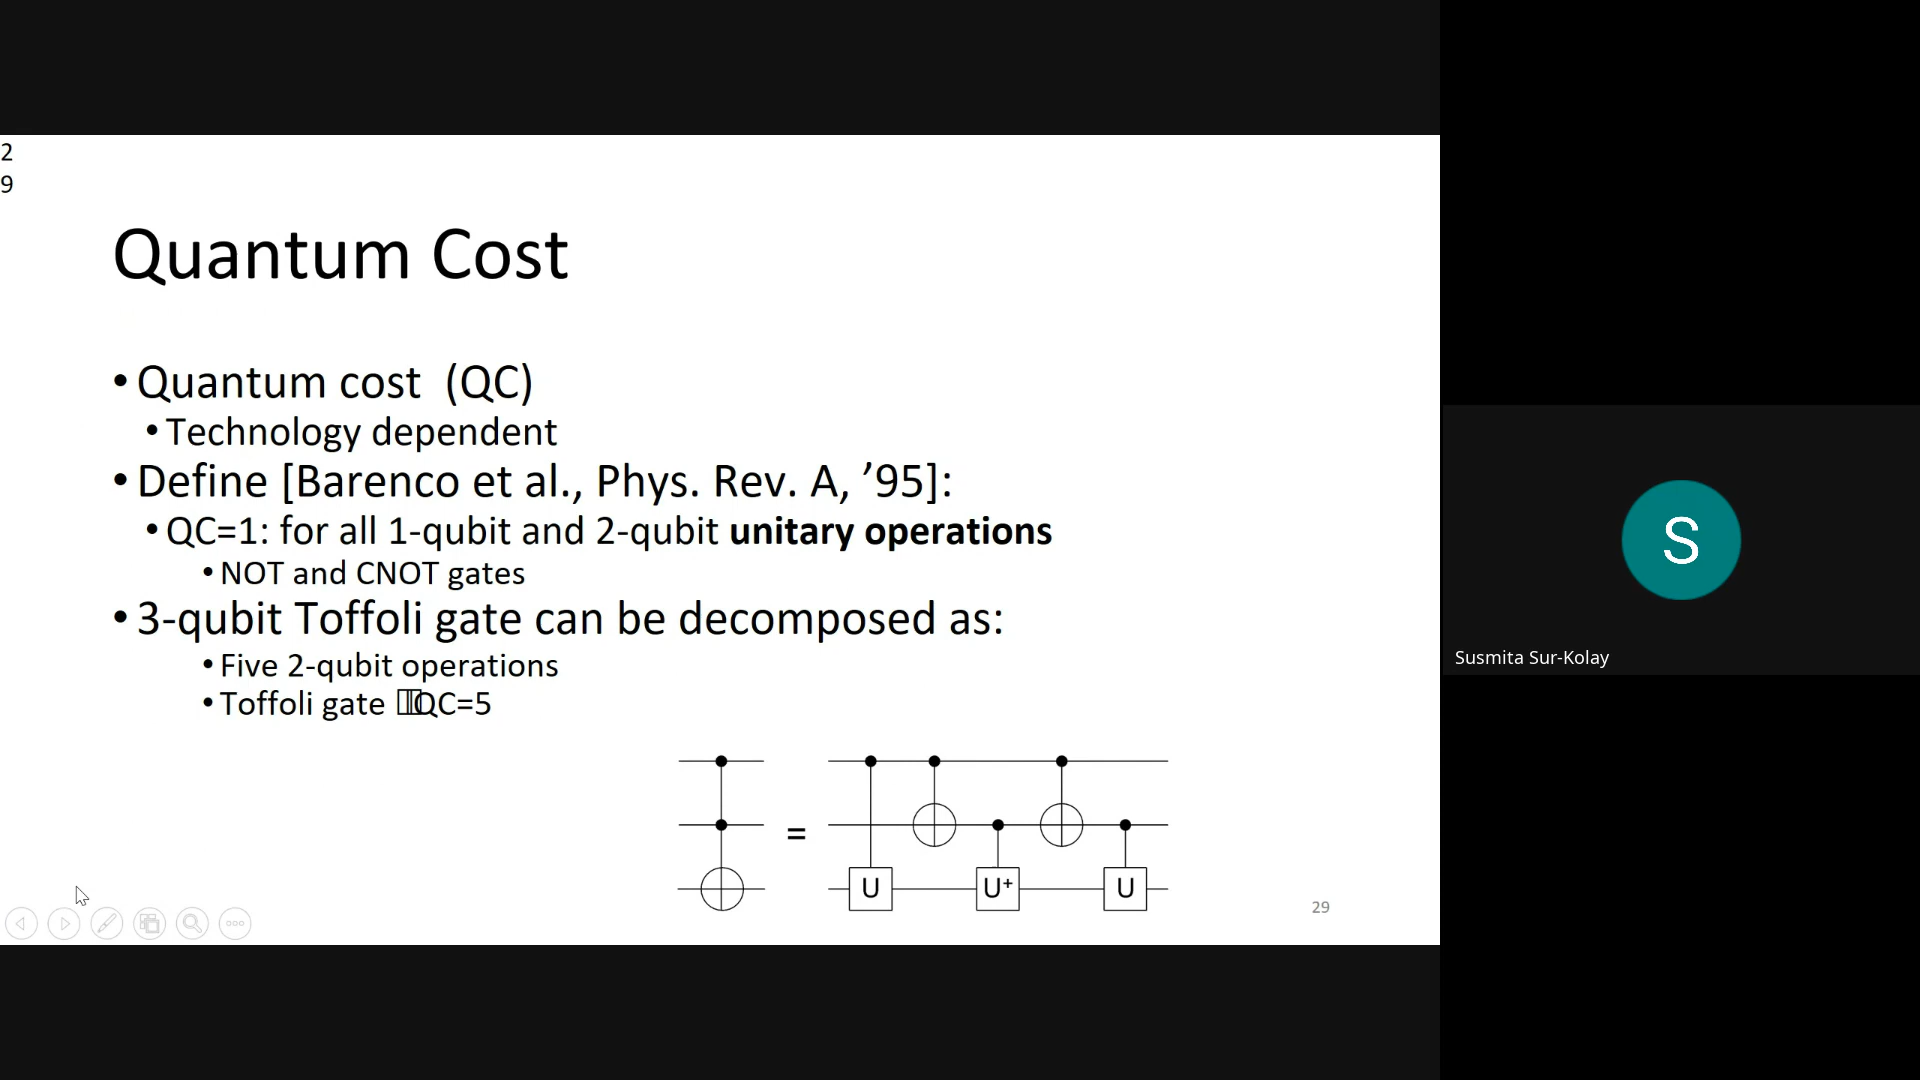 2
9
Quantum Cost
• Quantum cost (QC)
• Technology dependent
• Define [Barenco et al., Phys. Rev. A, ’95]:
• QC=1: for all 1-qubit and 2-qubit unitary operations
• NOT and CNOT gates
• 3-qubit Toffoli gate can be decomposed as:
• Five 2-qubit operations
• Toffoli gate QC=5
=
U U+ U
29
S
Susmita Sur-Kolay